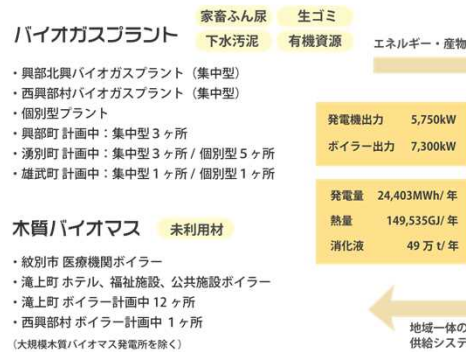 バイオガスプラント
家畜ふん尿 生ゴミ
下水汚泥 有機資源
・興部北興バイオガスプラント（集中型）
・西興部村バイオガスプラント（集中型）
・個別型プラント
・興部町 計画中：集中型３ヶ所
・湧別町 計画中：集中型３ヶ所 / 個別型５ヶ所
・雄武町 計画中：集中型１ヶ所 / 個別型１ヶ所
木質バイオマス 未利用材
・紋別市 医療機関ボイラー
・滝上町 ホテル、福祉施設、公共施設ボイラー
・滝上町 ボイラー計画中 12 ヶ所
・西興部村 ボイラー計画中 １ヶ所
（大規模木質バイオマス発電所を除く）
エネルギー・産物
発電機出力 5,750kW
ボイラー出力 7,300kW
発電量 24,403MWh/ 年
熱量 149,535GJ/ 年
消化液 49 万 t/ 年
地域一体の
供給システ